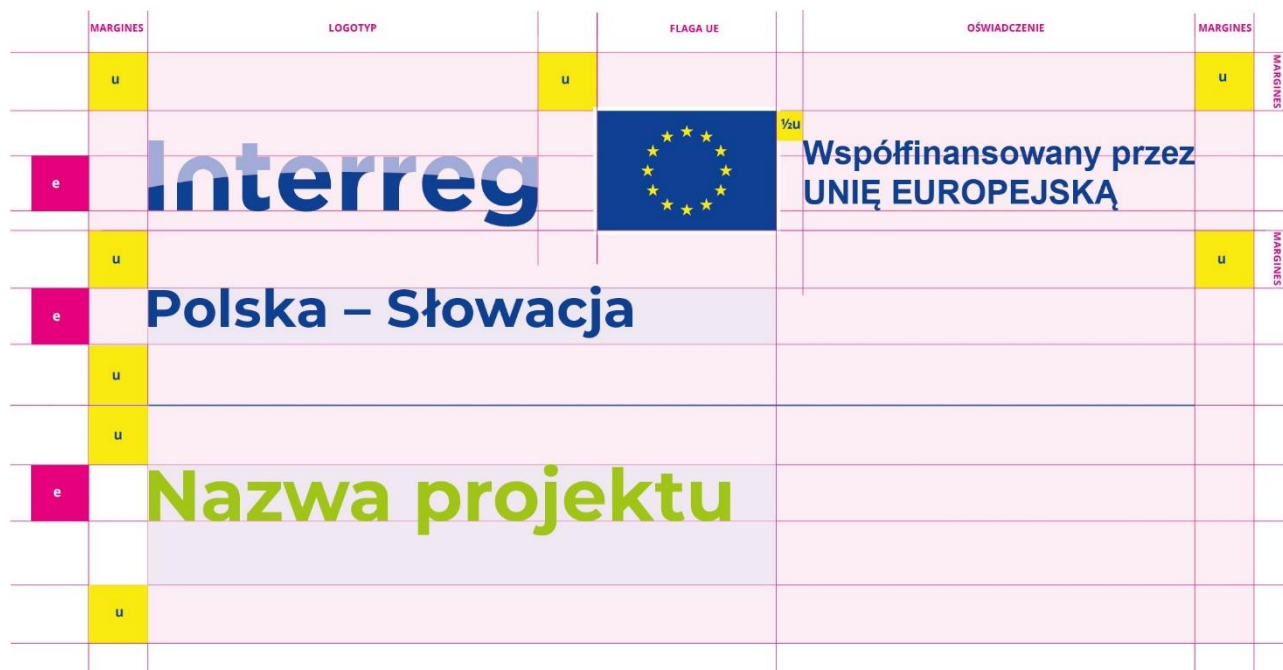 MARGINES LOGOTYP FLAGA UE OŚWIADCZENIE MARGINES
u u u MARGINES
½u
Interreg Współfinansowany przez
e UNIĘ EUROPEJSKĄ
u u MARGINES
e Polska – Słowacja
u
u
e Nazwa projektu
u